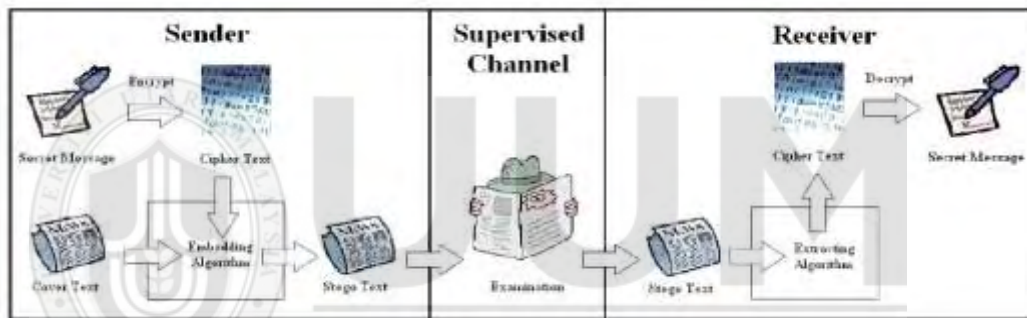 Sender
Supervised
Channel
Receiver
Encrypt
Decrypt
Secret Message
Cipher Text
Cipher Text
Secret Message
Embedding
Algorithm
Extracting
Algorithm
Cover Text
Stego Text
Examination
Stego Text
UUM